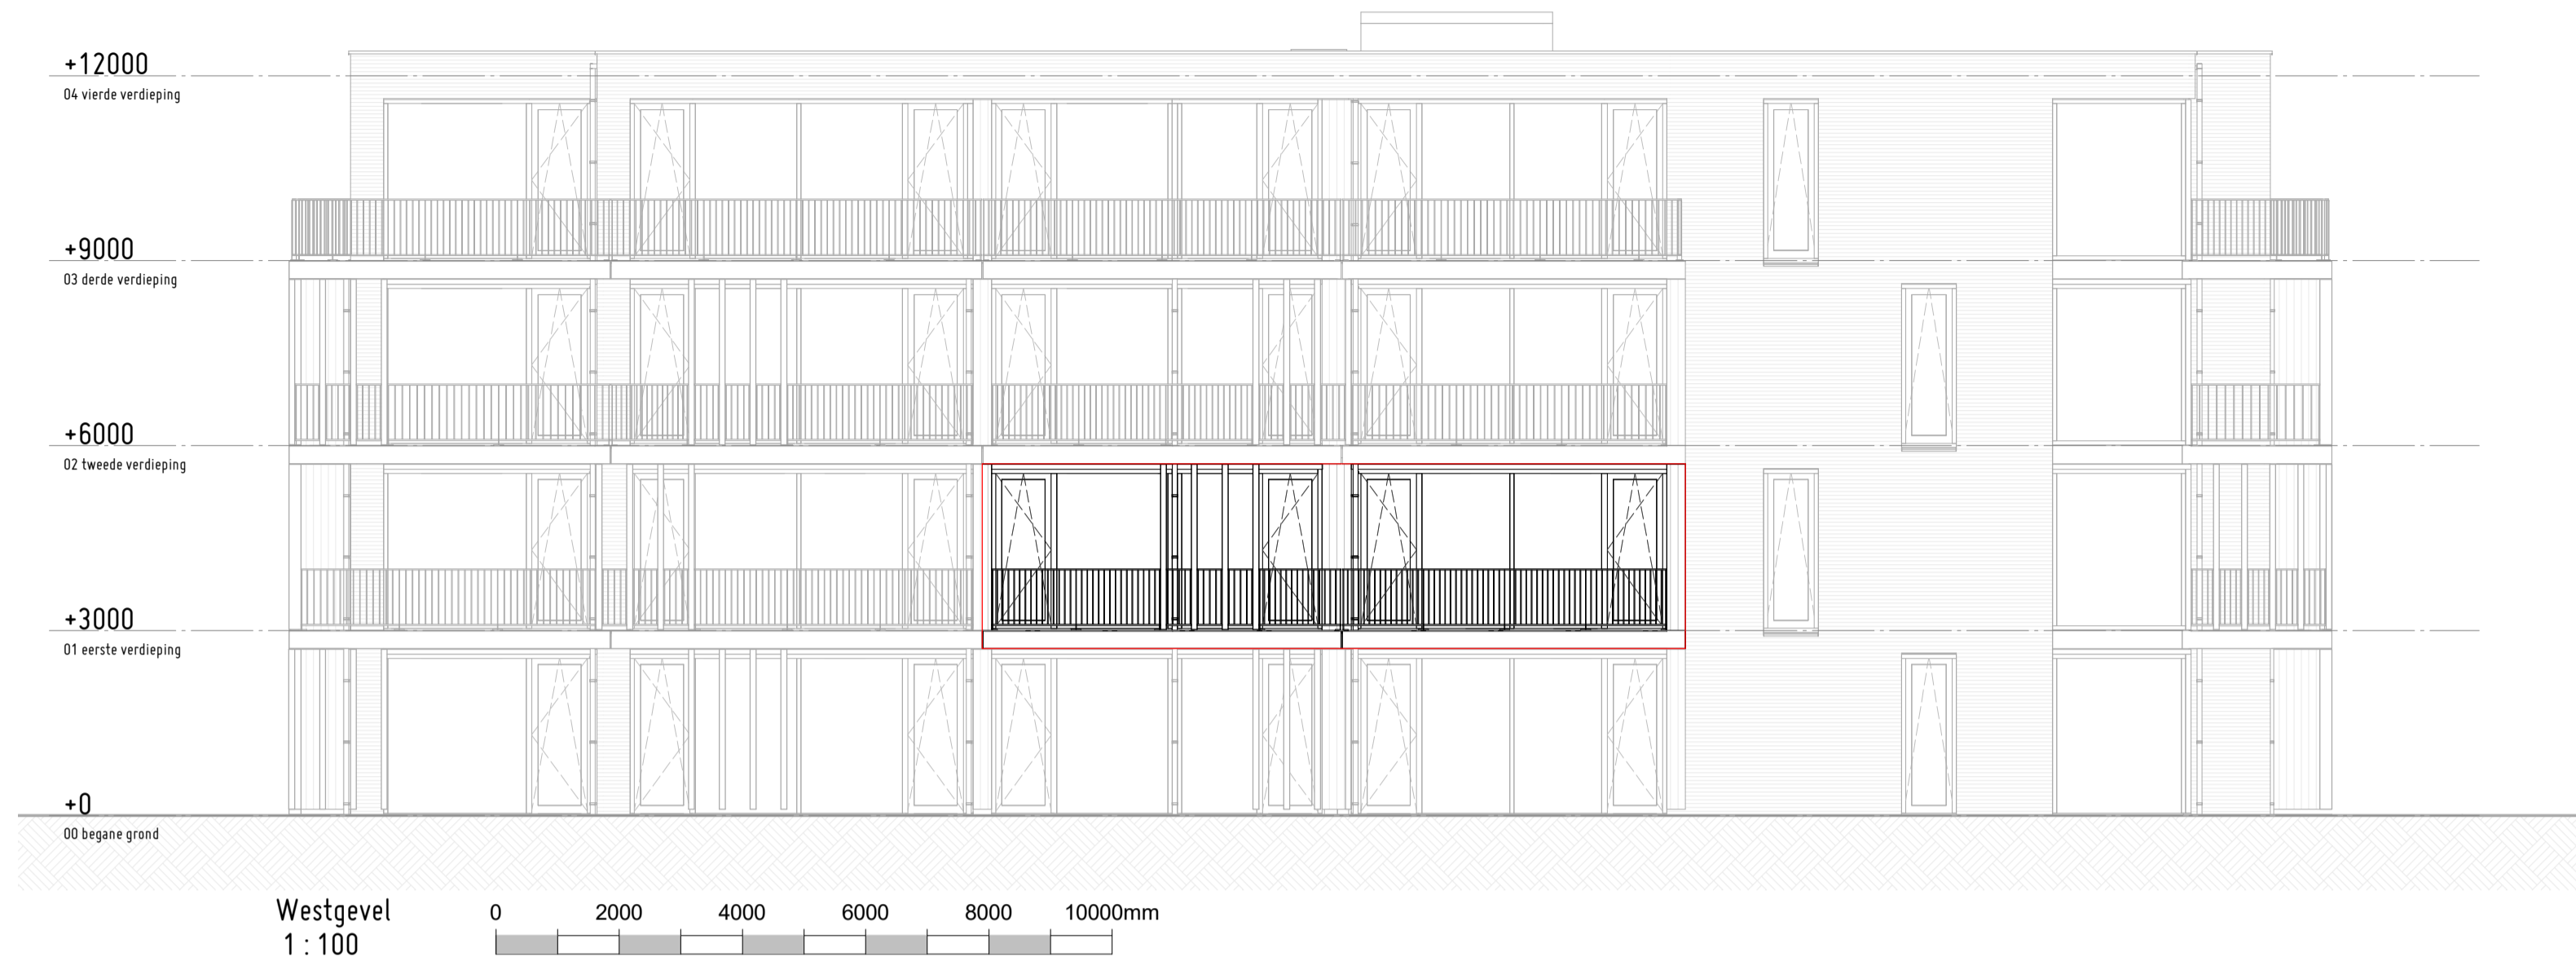 +12000
04 vierde verdieping
+9000
03 derde verdieping
+6000
02 tweede verdieping
+3000
01 eerste verdieping
+0
00 begane grond
Westgevel
1 : 100
0 2000 4000 6000 8000 10000mm